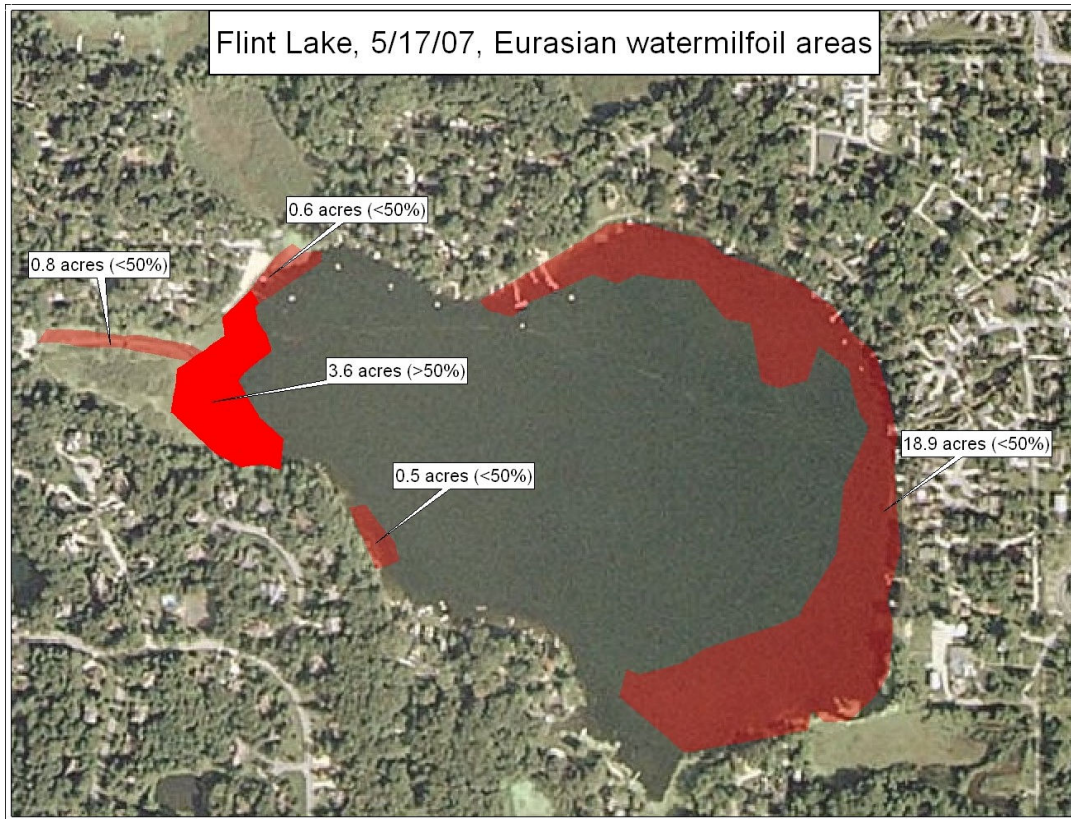 Flint Lake, 5/17/07, Eurasian watermilfoil areas
0.6 acres (<50%)
0.8 acres (<50%)
3.6 acres (>50%)
18.9 acres (<50%)
0.5 acres (<50%)